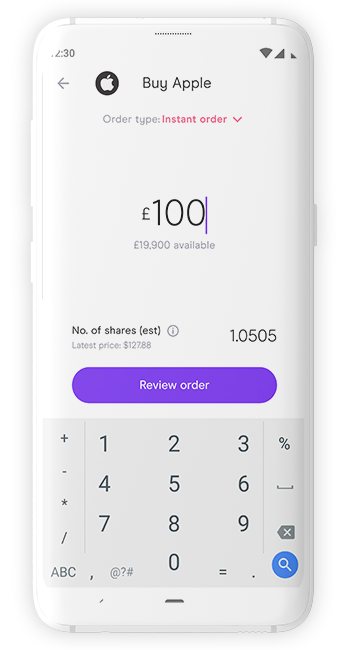 2:30
Buy Apple
Order type: Instant order
£100
£19,900 available
No. of shares (est)
1.0505
Latest price: $127.88
Review order
+ 1 2 3 %
- 4 5 6
* 7 8 9
/ 0
ABC , @?# = .